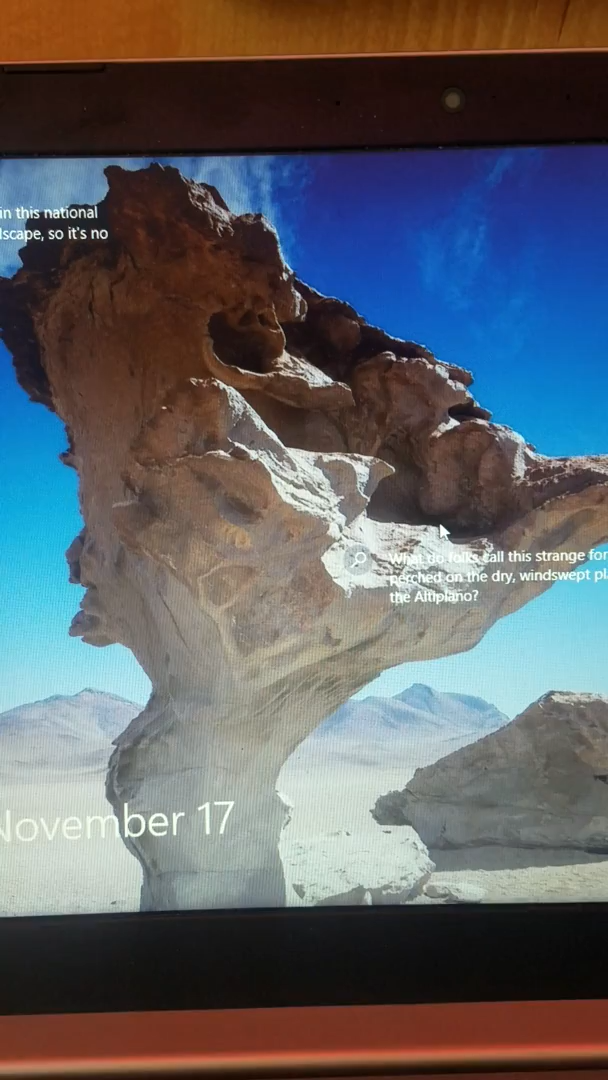 in this national
lscape, so it's no
What do folks call this strange for
perched on the dry, windswept pl
the Altiplano?
November 17